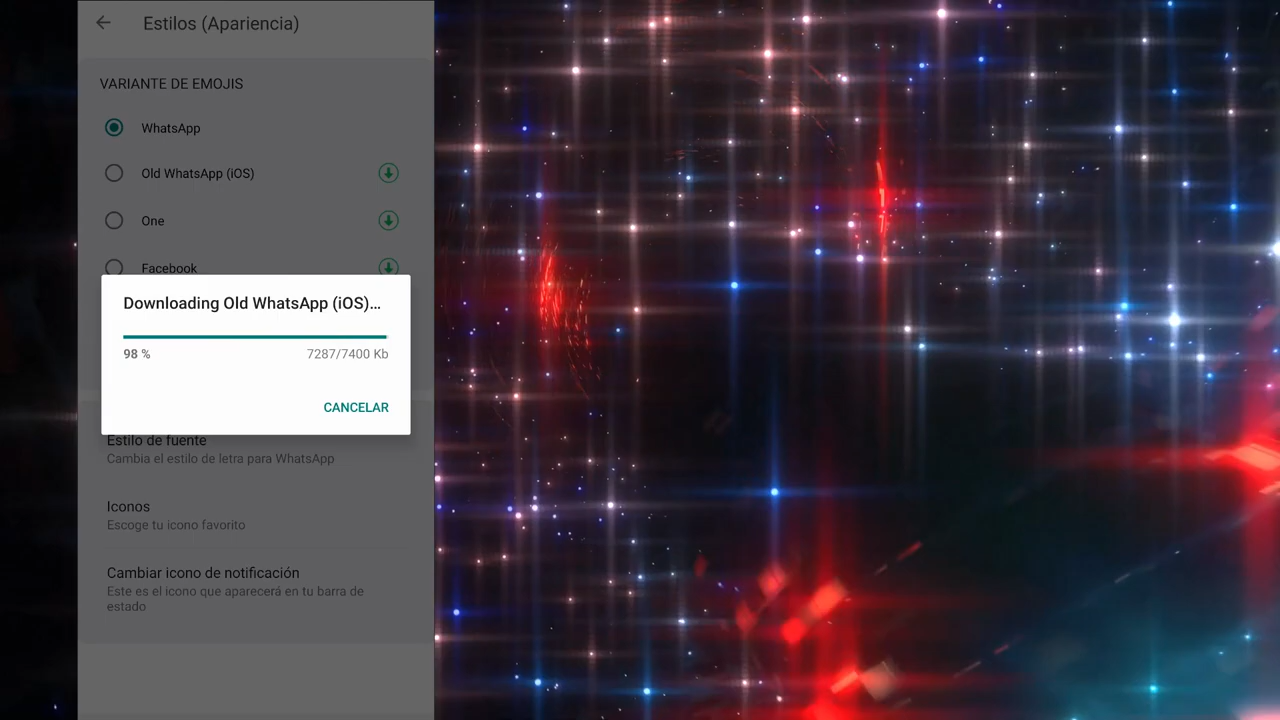 Estilos (Apariencia)
VARIANTE DE EMOJIS
WhatsApp
Old WhatsApp (iOS)
One
Facebook
Downloading Old WhatsApp (iOS)...
98 %
7287/7400 Kb
CANCELAR
Estilo de fuente
Cambia el estilo de letra para WhatsApp
Iconos
Escoge tu icono favorito
Cambiar icono de notificación
Este es el icono que aparecerá en tu barra de
estado